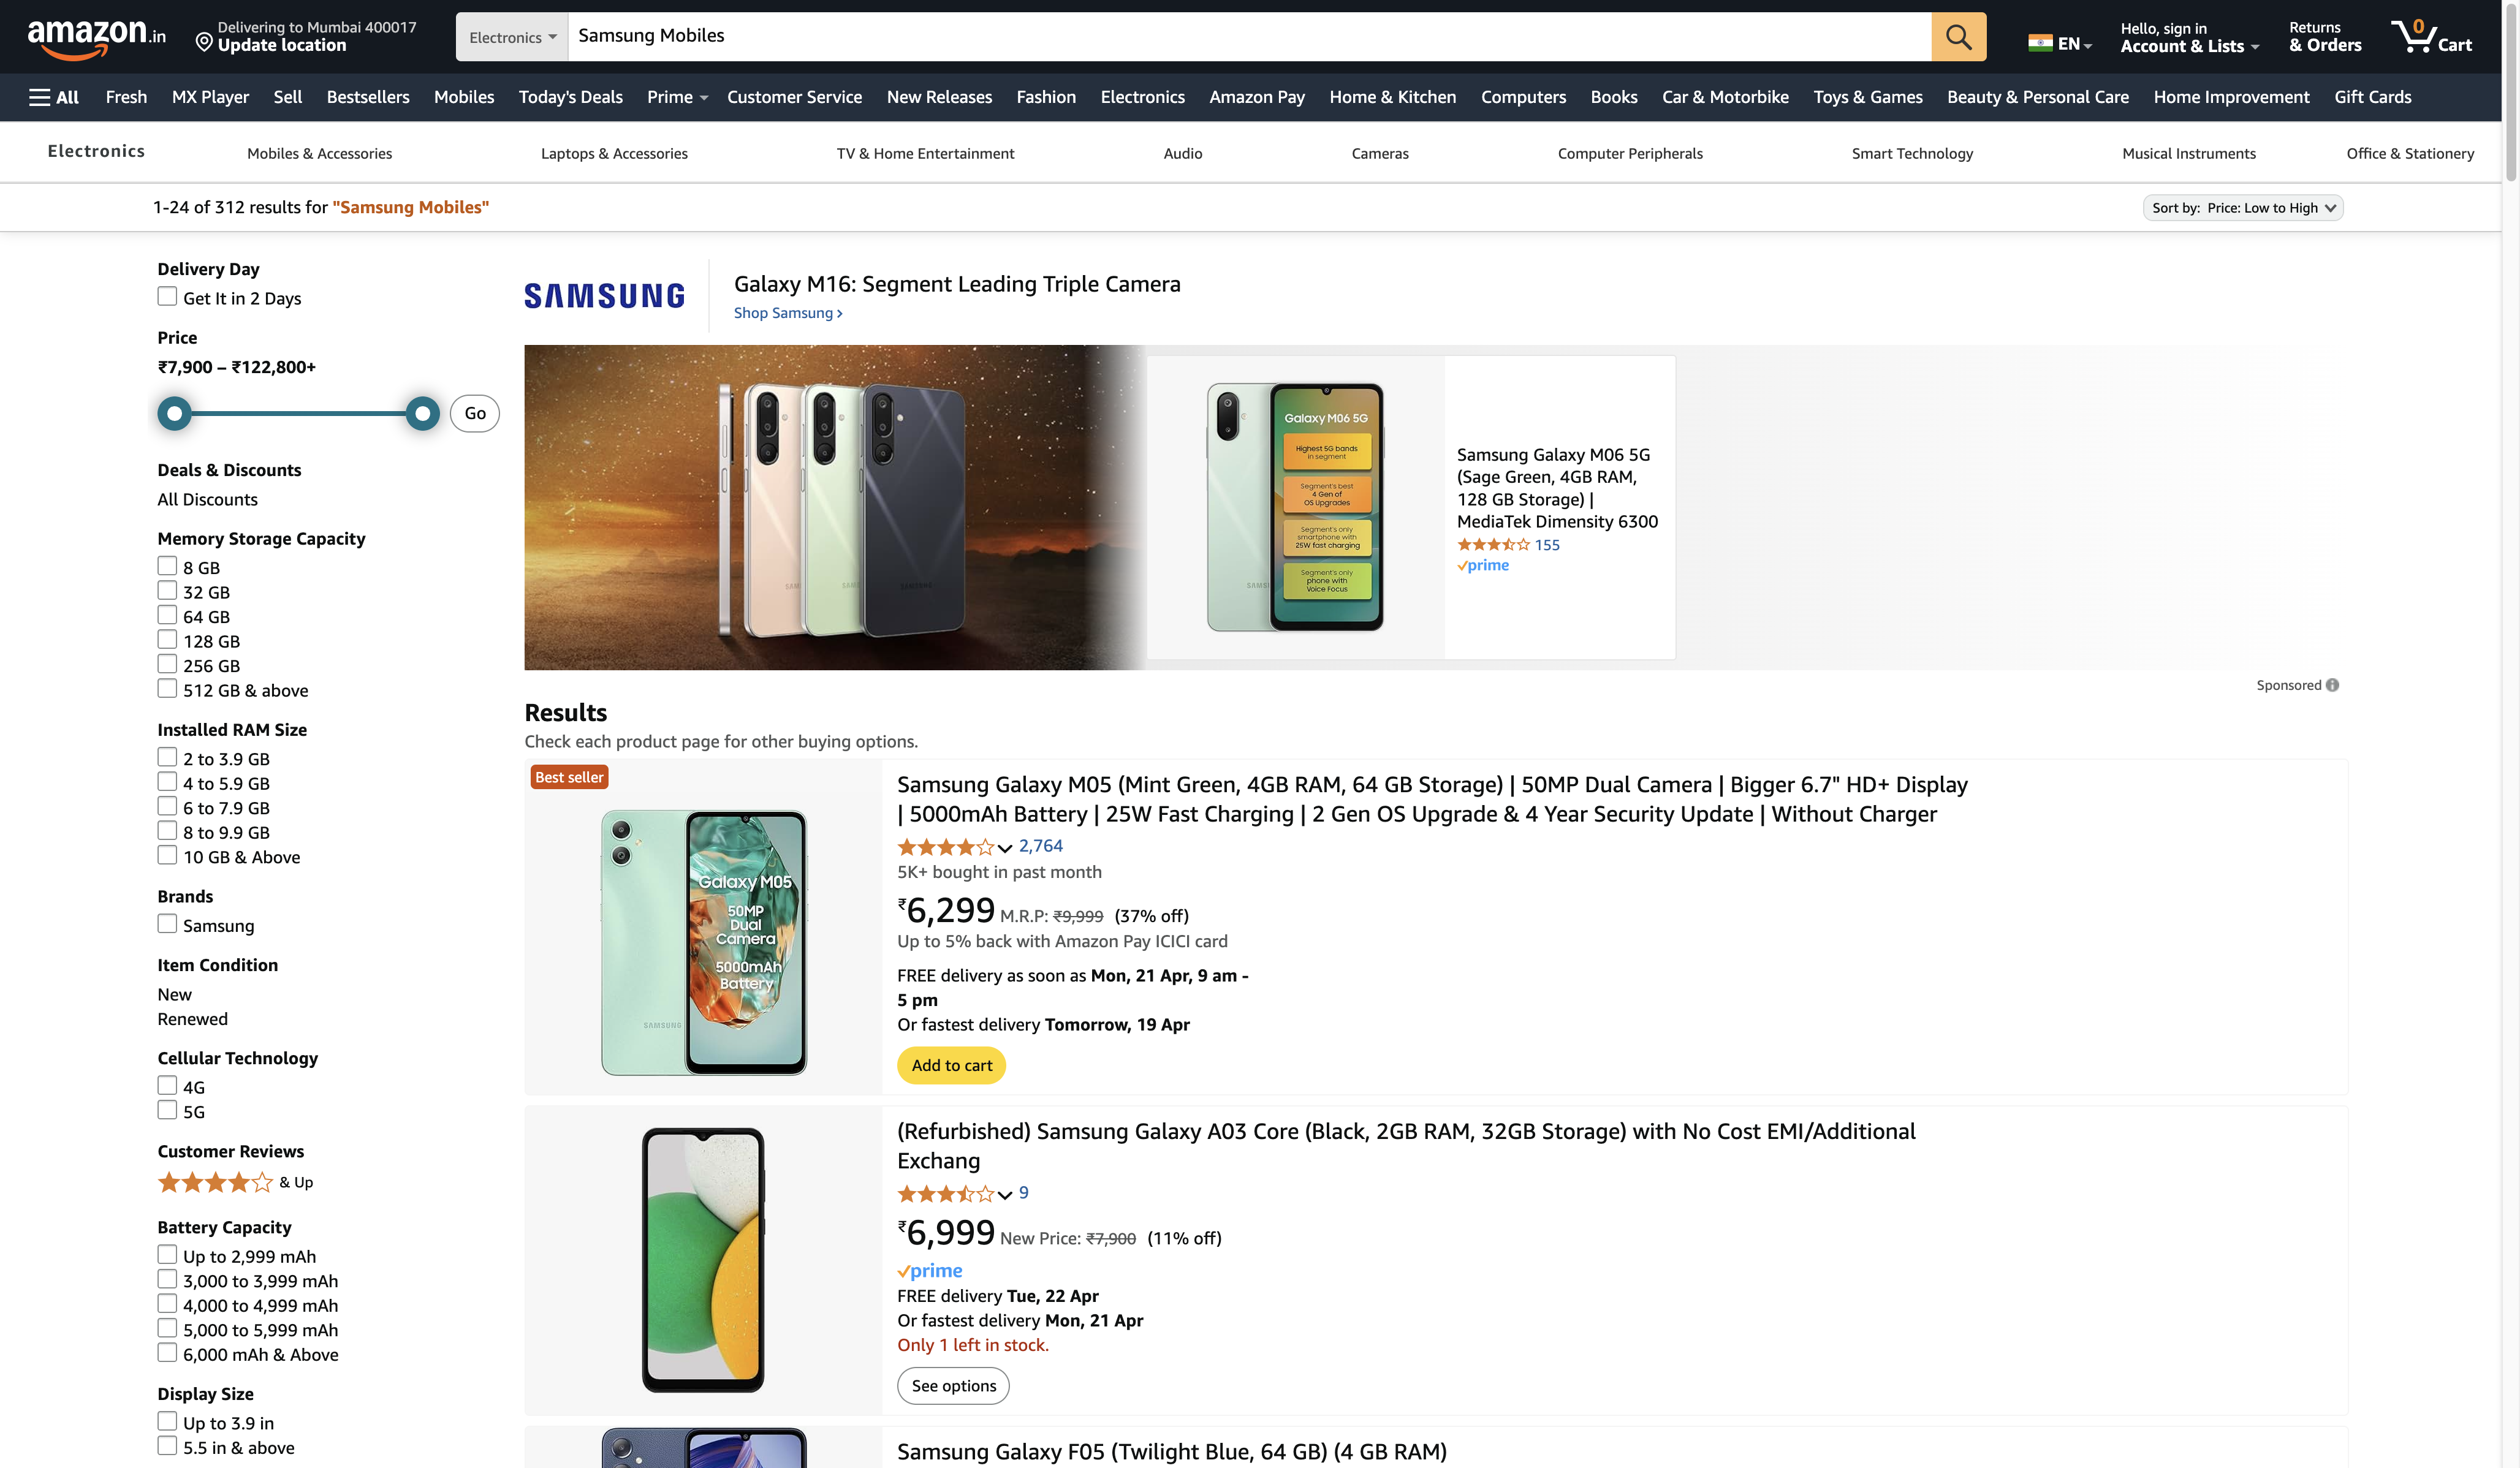 amazon.in
Delivering to Mumbai 400017
Update location
Electronics
Samsung Mobiles
EN
Hello, sign in
Account & Lists
Returns
& Orders
0
Cart
All
Fresh
MX Player
Sell
Bestsellers
Mobiles
Today's Deals
Prime
Customer Service
New Releases
Fashion
Electronics
Amazon Pay
Home & Kitchen
Computers
Books
Car & Motorbike
Toys & Games
Beauty & Personal Care
Home Improvement
Gift Cards
Electronics
Mobiles & Accessories
Laptops & Accessories
TV & Home Entertainment
Audio
Cameras
Computer Peripherals
Smart Technology
Musical Instruments
Office & Stationery
1-24 of 312 results for "Samsung Mobiles"
Sort by: Price: Low to High
Delivery Day
Get It in 2 Days
Price
₹7,900 – ₹122,800+
Go
Deals & Discounts
All Discounts
Memory Storage Capacity
8 GB
32 GB
64 GB
128 GB
256 GB
512 GB & above
Installed RAM Size
2 to 3.9 GB
4 to 5.9 GB
6 to 7.9 GB
8 to 9.9 GB
10 GB & Above
Brands
Samsung
Item Condition
New
Renewed
Cellular Technology
4G
5G
Customer Reviews
& Up
Battery Capacity
Up to 2,999 mAh
3,000 to 3,999 mAh
4,000 to 4,999 mAh
5,000 to 5,999 mAh
6,000 mAh & Above
Display Size
Up to 3.9 in
5.5 in & above
SAMSUNG
Galaxy M16: Segment Leading Triple Camera
Shop Samsung ›
SAM
SAMS
SAMSUNG
SAMSU
Galaxy M06 5G
Highest 5G bands
in segment
Segment's best
4 Gen of
OS Upgrades
Segment's only
smartphone with
25W fast charging
Segment's only
phone with
Voice Focus
Samsung Galaxy M06 5G
(Sage Green, 4GB RAM,
128 GB Storage) |
MediaTek Dimensity 6300
155
prime
Sponsored
Results
Check each product page for other buying options.
Best seller
Galaxy M05
50MP
Dual
Camera
5000mAh
Battery
SAMSUNG
Samsung Galaxy M05 (Mint Green, 4GB RAM, 64 GB Storage) | 50MP Dual Camera | Bigger 6.7" HD+ Display
| 5000mAh Battery | 25W Fast Charging | 2 Gen OS Upgrade & 4 Year Security Update | Without Charger
2,764
5K+ bought in past month
₹6,299 M.R.P: ₹9,999 (37% off)
Up to 5% back with Amazon Pay ICICI card
FREE delivery as soon as Mon, 21 Apr, 9 am -
5 pm
Or fastest delivery Tomorrow, 19 Apr
Add to cart
(Refurbished) Samsung Galaxy A03 Core (Black, 2GB RAM, 32GB Storage) with No Cost EMI/Additional
Exchang
9
₹6,999 New Price: ₹7,900 (11% off)
prime
FREE delivery Tue, 22 Apr
Or fastest delivery Mon, 21 Apr
Only 1 left in stock.
See options
Samsung Galaxy F05 (Twilight Blue, 64 GB) (4 GB RAM)